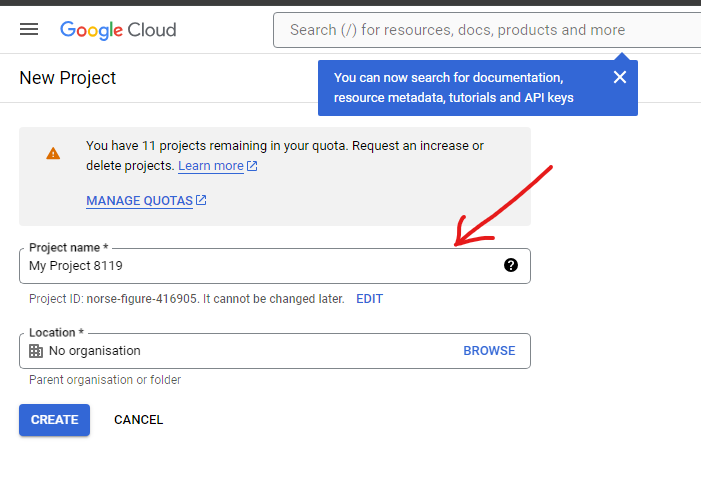 Google Cloud
Search (/) for resources, docs, products and more
New Project
You can now search for documentation,
resource metadata, tutorials and API keys
You have 11 projects remaining in your quota. Request an increase or
delete projects. Learn more
MANAGE QUOTAS
Project name *
My Project 8119
Project ID: norse-figure-416905. It cannot be changed later. EDIT
Location *
No organisation BROWSE
Parent organisation or folder
CREATE CANCEL